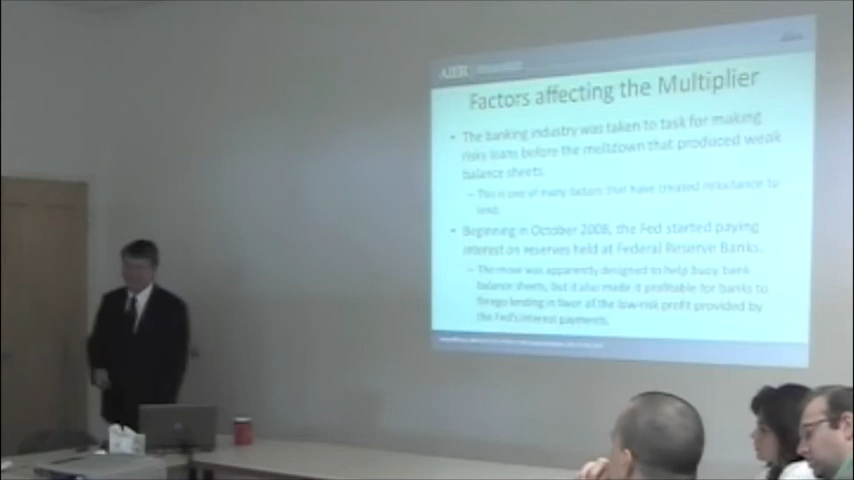 AIER
Factors affecting the Multiplier
• The banking industry was taken to task for making
risky loans before the meltdown that produced weak
balance sheets.
– This is one of many factors that have created reluctance to
lend.
• Beginning in October 2008, the Fed started paying
interest on reserves held at Federal Reserve Banks.
– The move was apparently designed to help buoy bank
balance sheets, but it also made it profitable for banks to
forego lending in favor of the low-risk profit provided by
the Fed's interest payments.